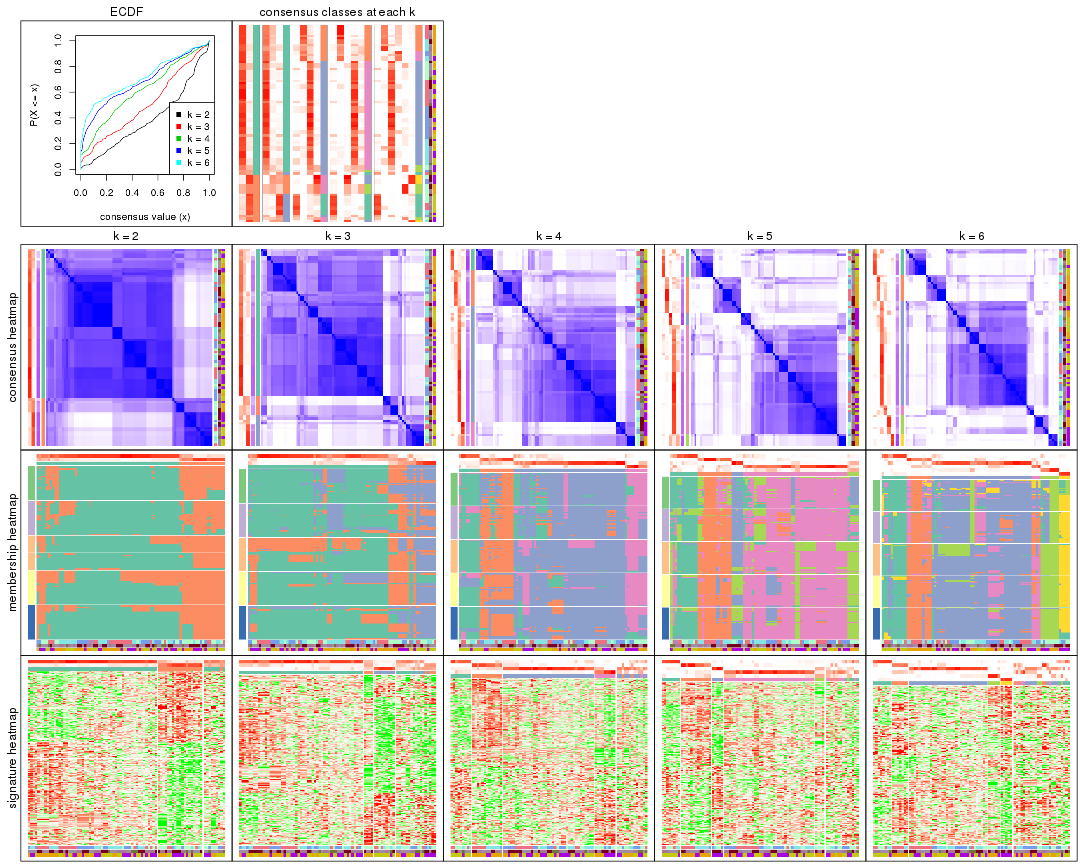 ECDF
consensus classes at each k
P(X <= x)
0.0 0.2 0.4 0.6 0.8 1.0
k = 2
k = 3
k = 4
k = 5
k = 6
0.0 0.2 0.4 0.6 0.8 1.0
consensus value (x)
k = 2
k = 3
k = 4
k = 5
k = 6
consensus heatmap
membership heatmap
signature heatmap